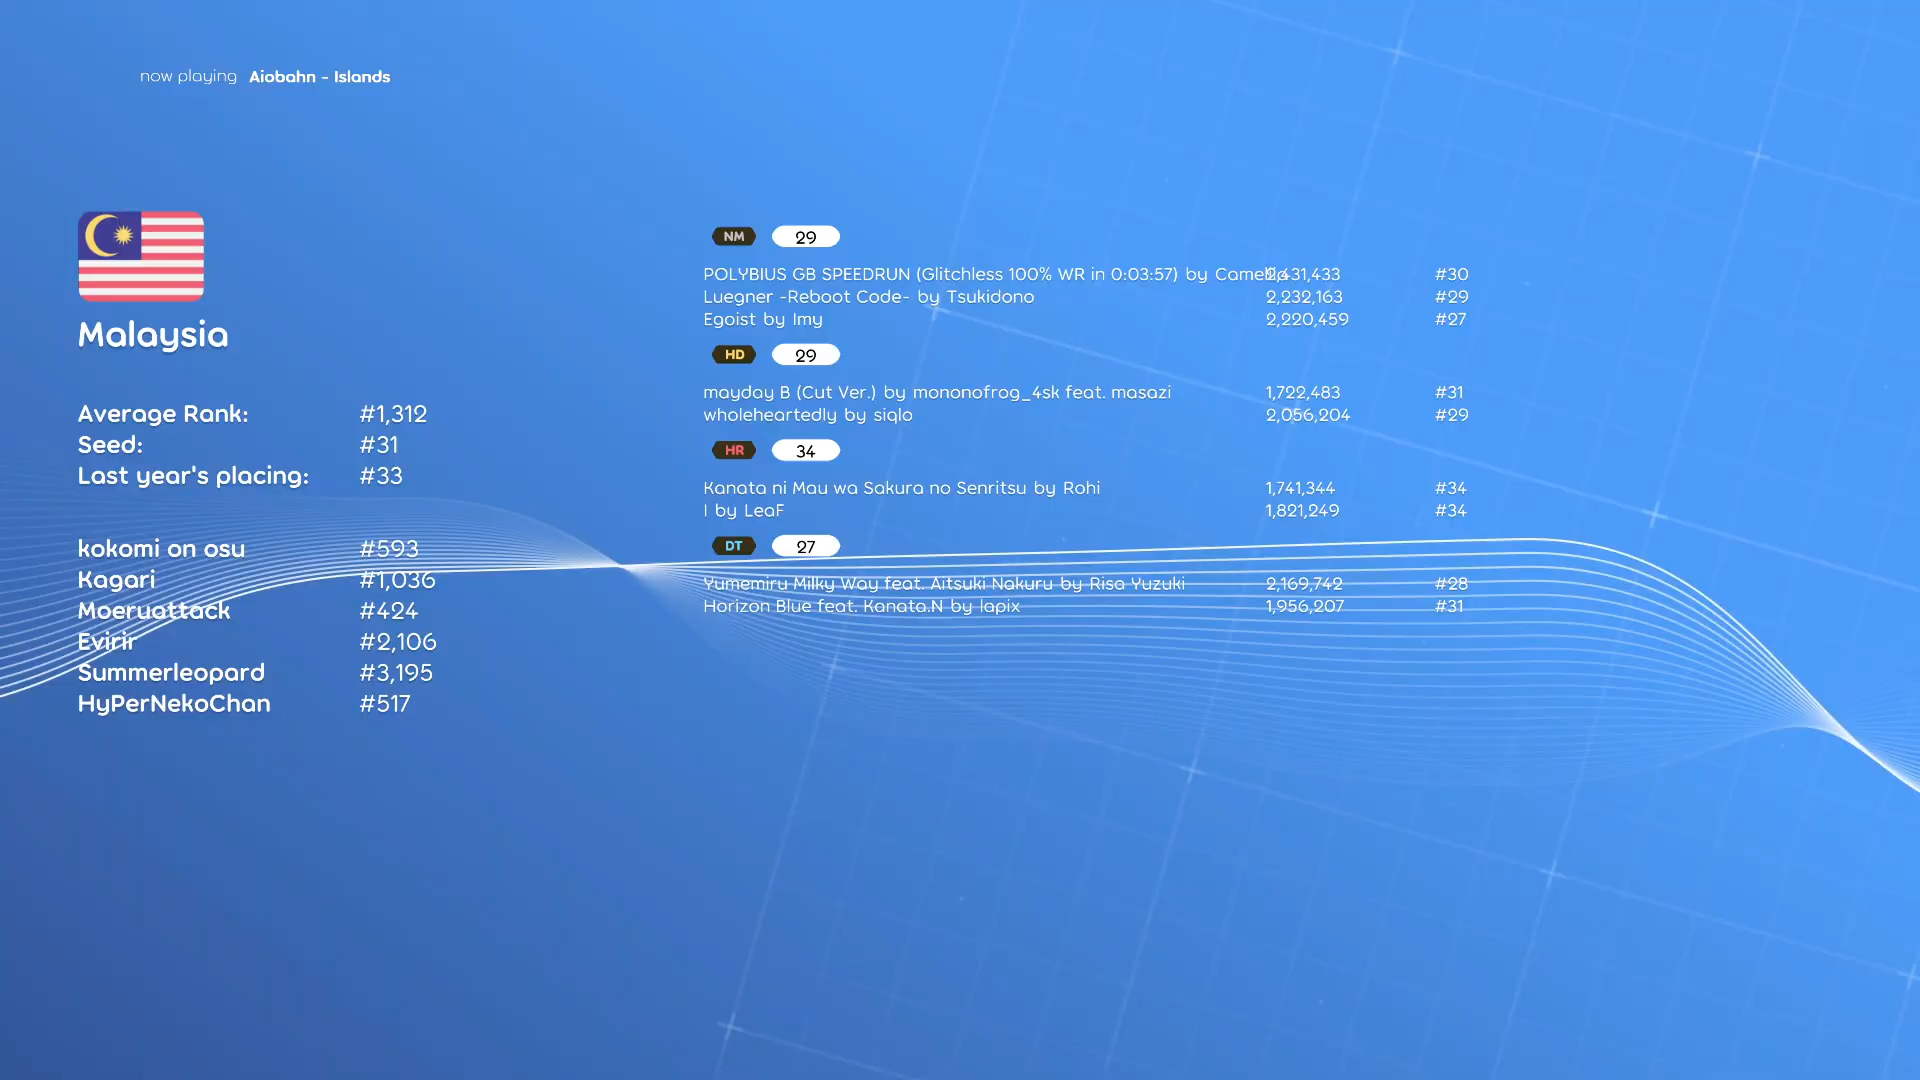 now playing Aiobahn - Islands
Malaysia
Average Rank: #1,312
Seed: #31
Last year's placing: #33
kokomi on osu #593
Kagari #1,036
Moeruattack #424
Evirir #2,106
Summerleopard #3,195
HyPerNekoChan #517
NM 29
POLYBIUS GB SPEEDRUN (Glitchless 100% WR in 0:03:57) by Camellia 2,431,433 #30
Luegner -Reboot Code- by Tsukidono 2,232,163 #29
Egoist by Imy 2,220,459 #27
HD 29
mayday B (Cut Ver.) by mononofrog_4sk feat. masazi 1,722,483 #31
wholeheartedly by siqlo 2,056,204 #29
HR 34
Kanata ni Mau wa Sakura no Senritsu by Rohi 1,741,344 #34
I by LeaF 1,821,249 #34
DT 27
Yumemiru Milky Way feat. Aitsuki Nakuru by Risa Yuzuki 2,169,742 #28
Horizon Blue feat. Kanata.N by lapix 1,956,207 #31